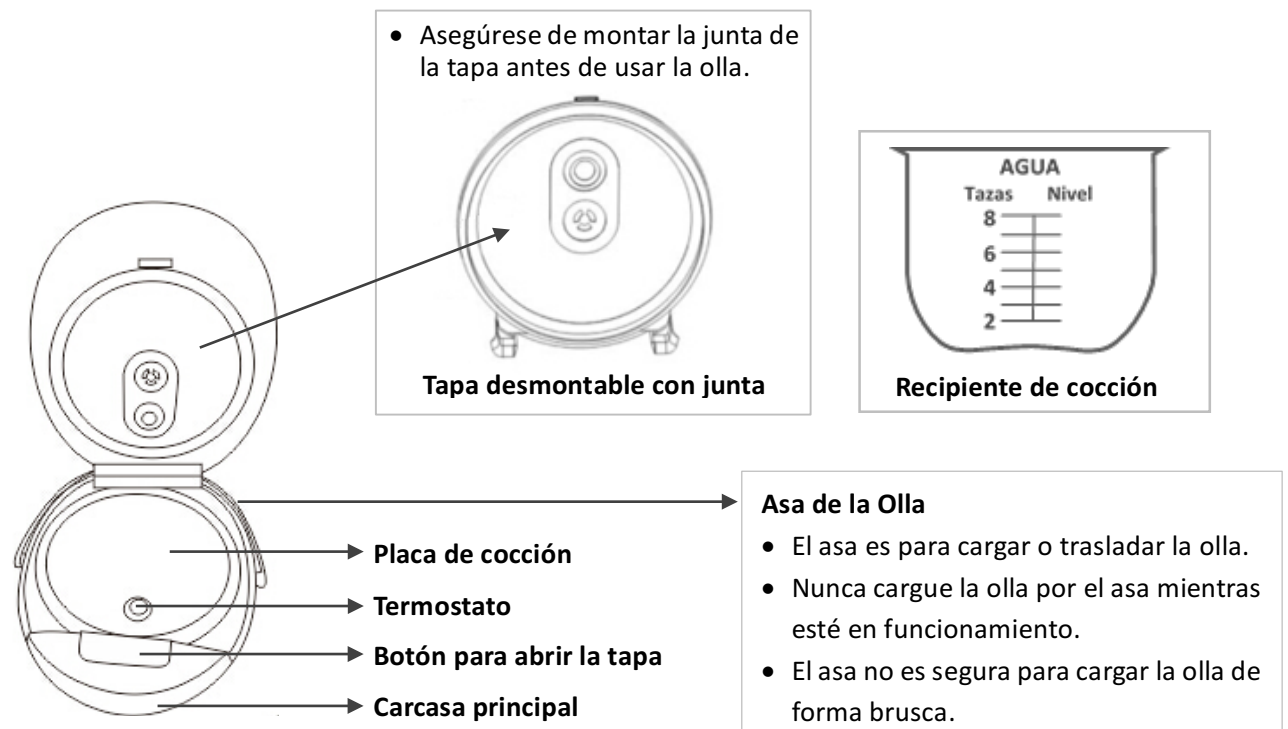 • Asegúrese de montar la junta de
la tapa antes de usar la olla.
Tapa desmontable con junta
AGUA
Tazas Nivel
8
6
4
2
Recipiente de cocción
Placa de cocción
Termostato
Botón para abrir la tapa
Carcasa principal
Asa de la Olla
• El asa es para cargar o trasladar la olla.
• Nunca cargue la olla por el asa mientras
esté en funcionamiento.
• El asa no es segura para cargar la olla de
forma brusca.